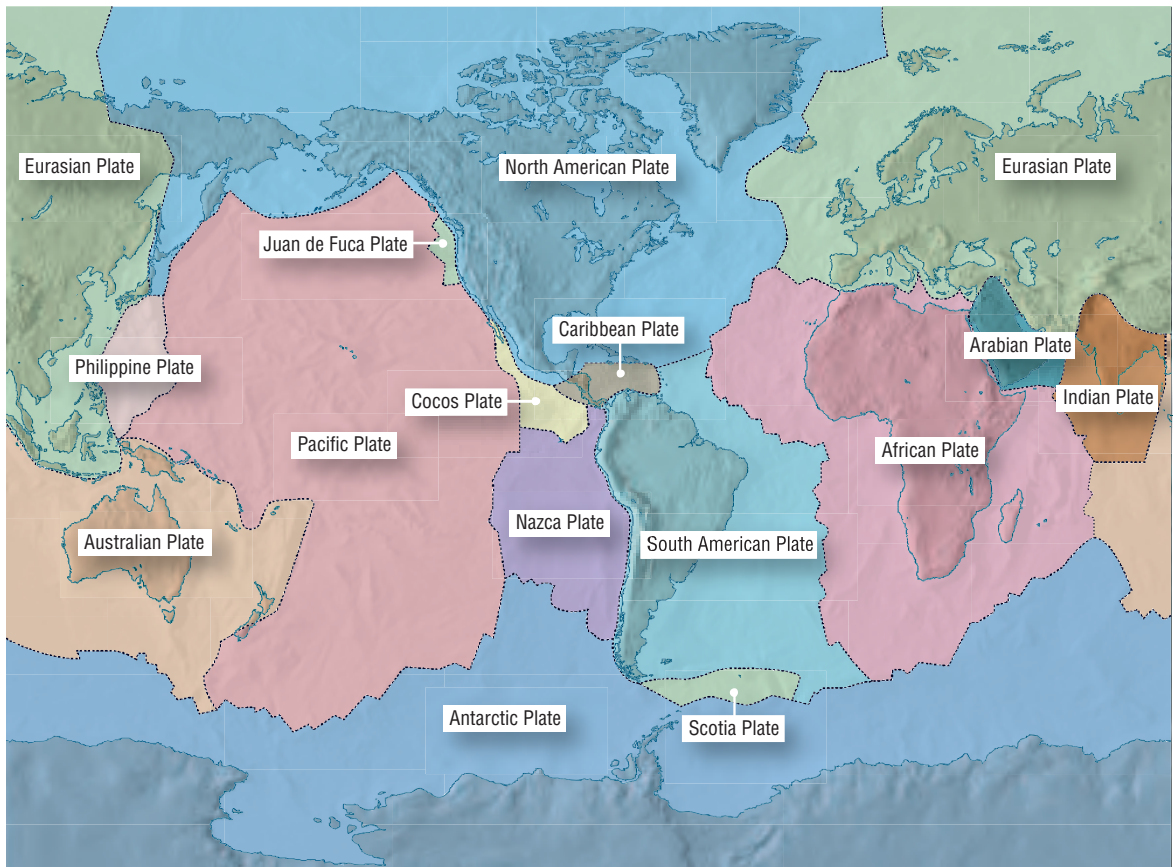 Eurasian Plate
North American Plate
Eurasian Plate
Juan de Fuca Plate
Caribbean Plate
Arabian Plate
Philippine Plate
Cocos Plate
Indian Plate
Pacific Plate
African Plate
Nazca Plate
Australian Plate
South American Plate
Antarctic Plate
Scotia Plate